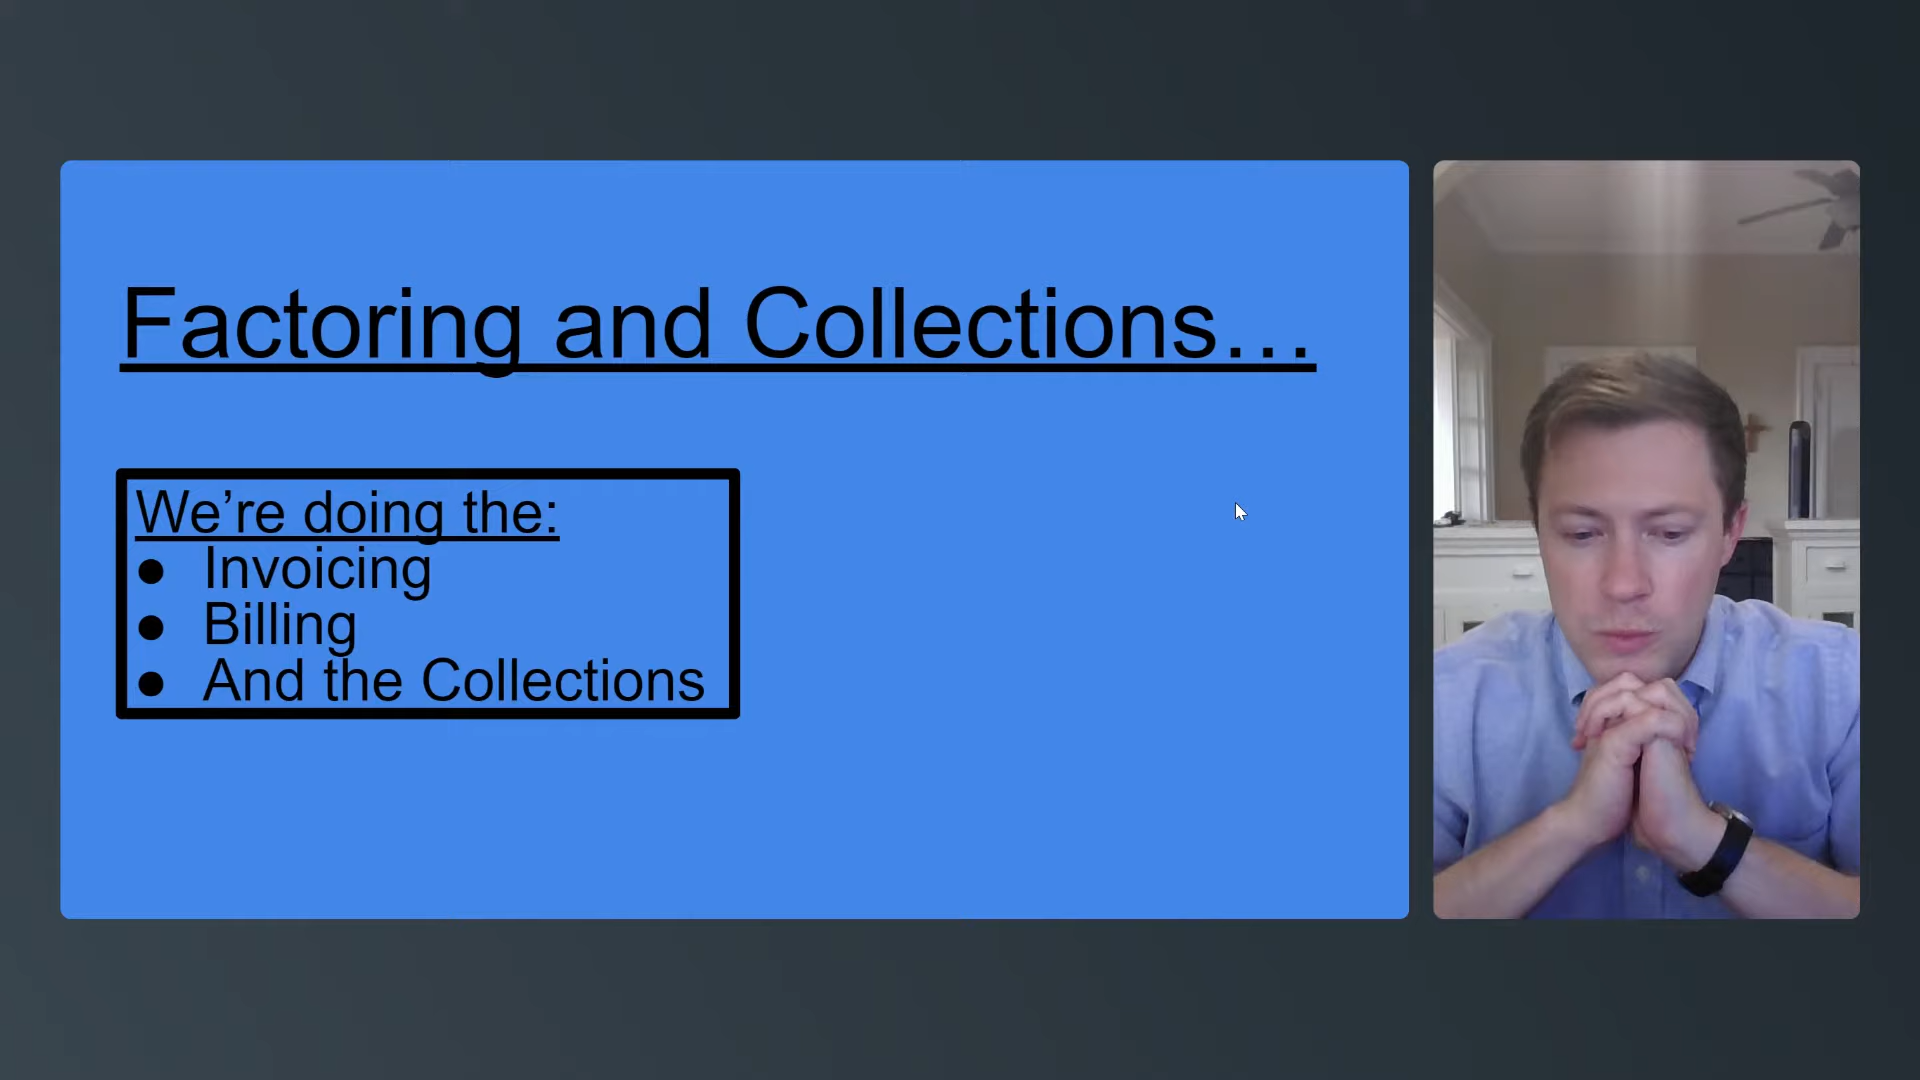 Factoring and Collections…
We’re doing the:
● Invoicing
● Billing
● And the Collections